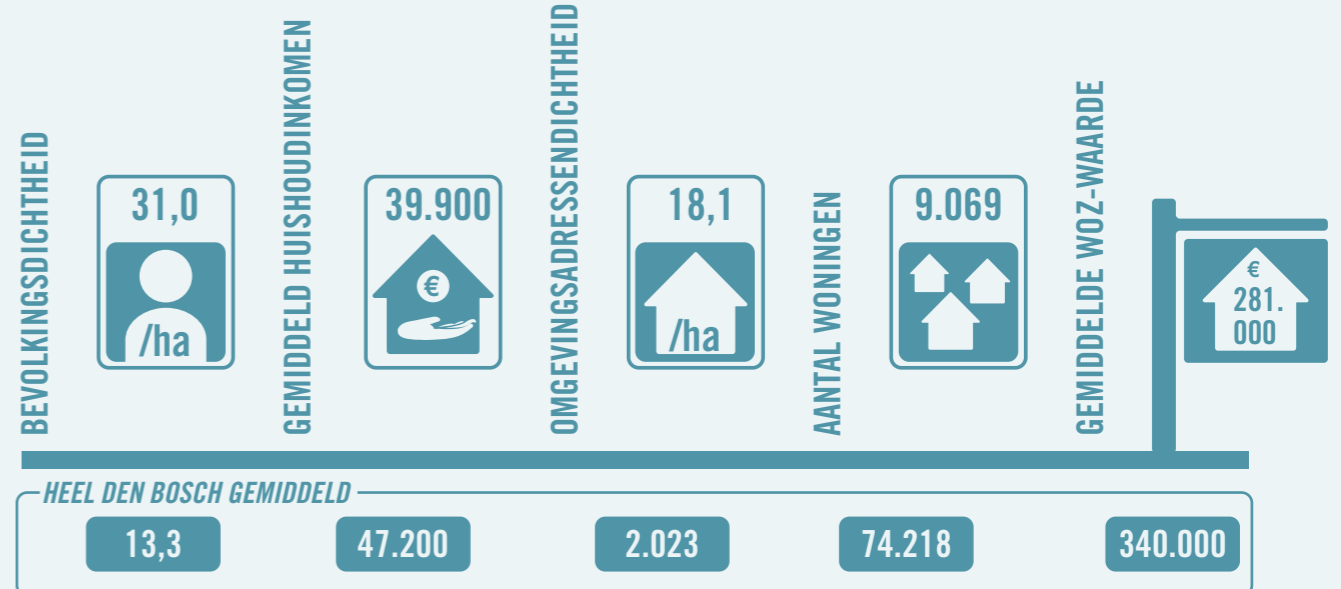 BEVOLKINGSDICHTHEID
31,0
/ha
GEMIDDELD HUISHOUDINKOMEN
39.900
€
OMGEVINGSADRESSENDICHTHEID
18,1
/ha
AANTAL WONINGEN
9.069
GEMIDDELDE WOZ-WAARDE
€
281.
000
HEEL DEN BOSCH GEMIDDELD
13,3
47.200
2.023
74.218
340.000